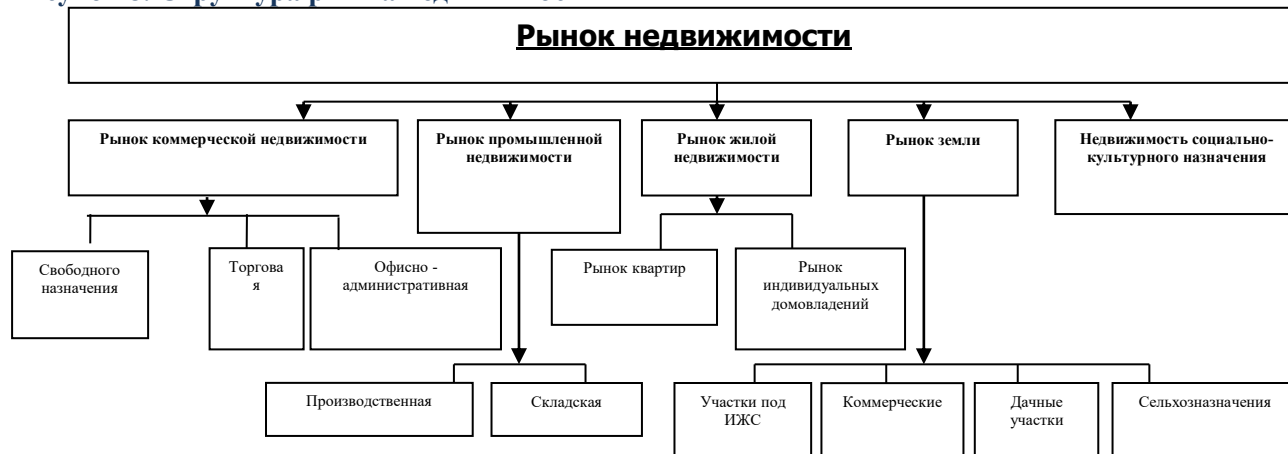 Рынок недвижимости
Рынок коммерческой недвижимости
Рынок промышленной
недвижимости
Рынок жилой
недвижимости
Рынок земли
Недвижимость социально-
культурного назначения
Свободного
назначения
Торгова
я
Офисно -
административная
Рынок квартир
Рынок
индивидуальных
домовладений
Производственная
Складская
Участки под
ИЖС
Коммерческие
Дачные
участки
Сельхозназначения